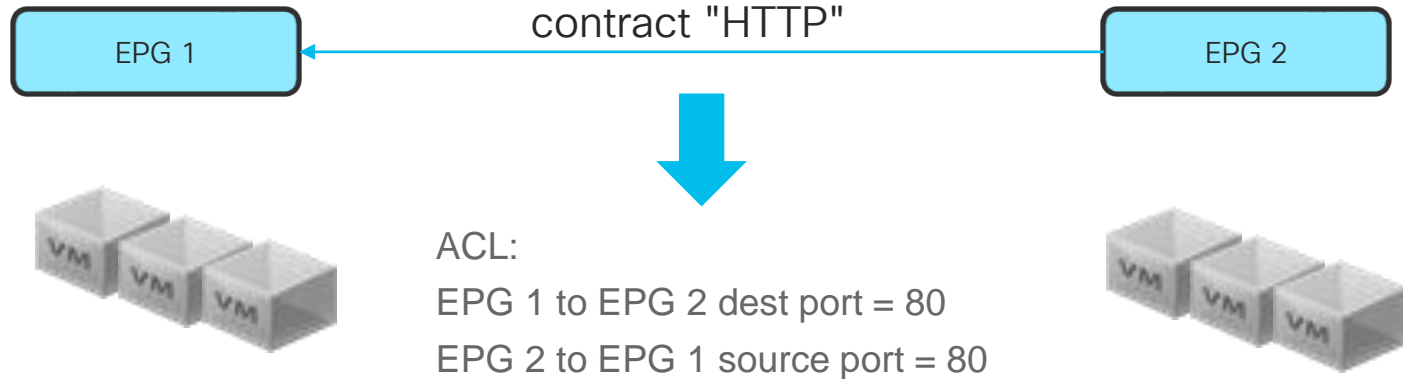 contract "HTTP"
EPG 1
EPG 2
VM
VM
VM
ACL:
EPG 1 to EPG 2 dest port = 80
EPG 2 to EPG 1 source port = 80
VM
VM
VM